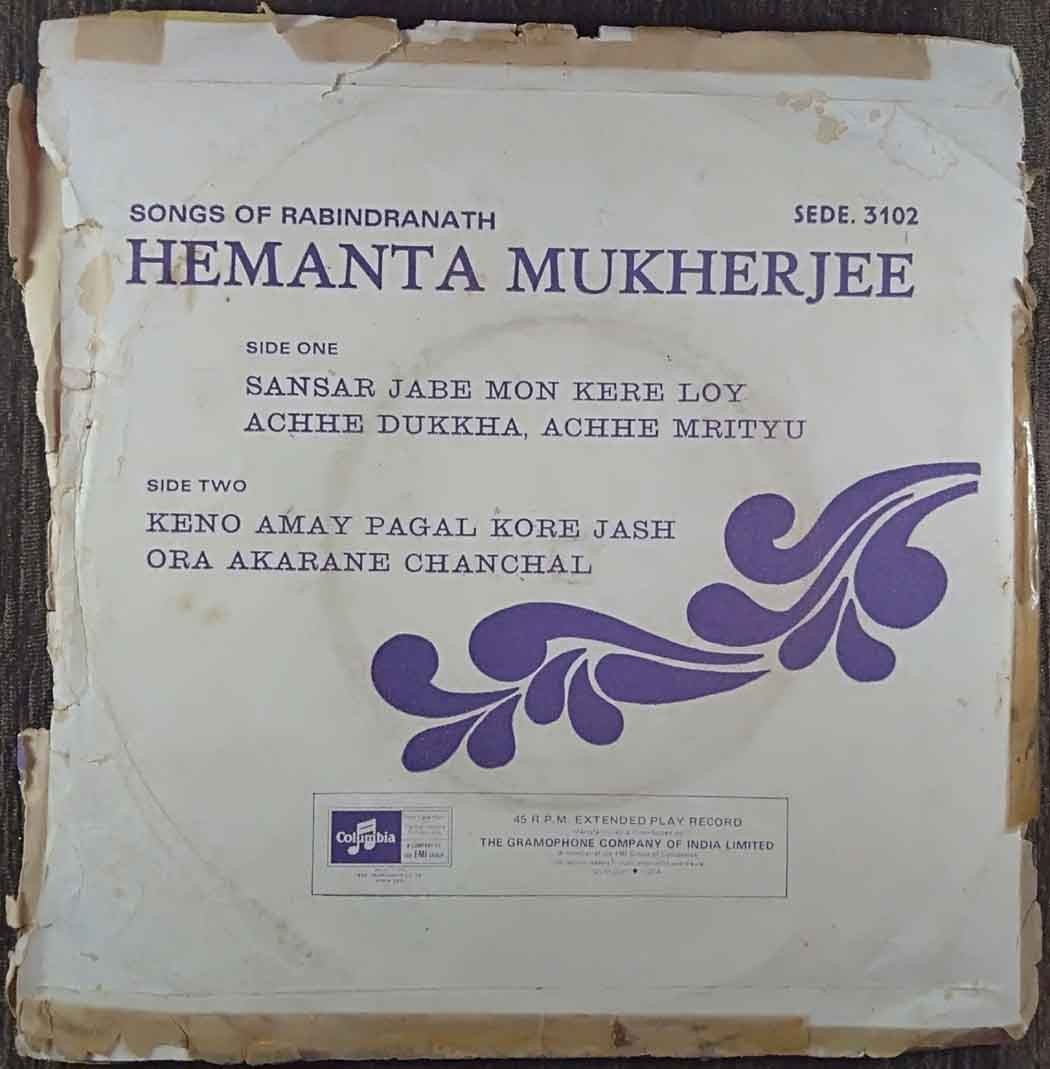 SONGS OF RABINDRANATH
SEDE. 3102
HEMANTA MUKHERJEE
SIDE ONE
SANSAR JABE MON KERE LOY
ACHHE DUKKHA, ACHHE MRITYU
SIDE TWO
KENO AMAY PAGAL KORE JASH
ORA AKARANE CHANCHAL
Columbia
EMI
45 R.P.M. EXTENDED PLAY RECORD
THE GRAMOPHONE COMPANY OF INDIA LIMITED